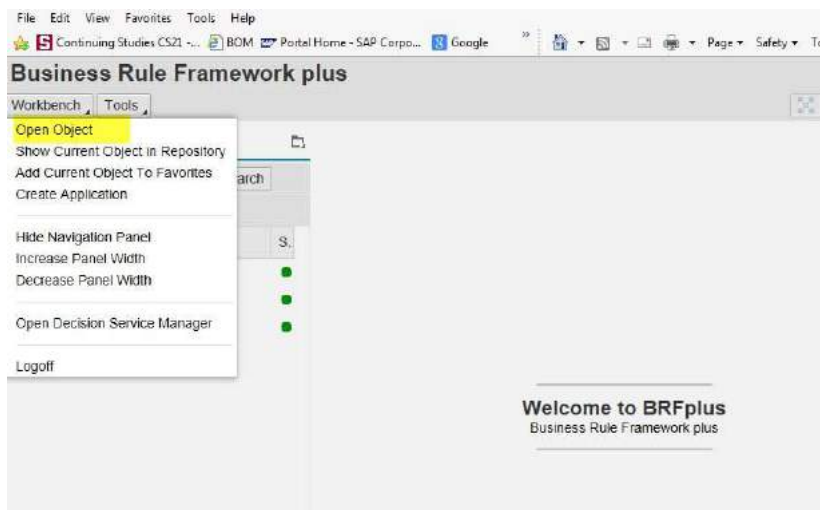 File Edit View Favorites Tools Help
Continuing Studies CS21 -... BOM Portal Home - SAP Corpo... Google » Page Safety To
Business Rule Framework plus
Workbench Tools
Open Object
Show Current Object in Repository
Add Current Object To Favorites arch
Create Application
Hide Navigation Panel S..
Increase Panel Width
Decrease Panel Width
Open Decision Service Manager
Logoff
Welcome to BRFplus
Business Rule Framework plus